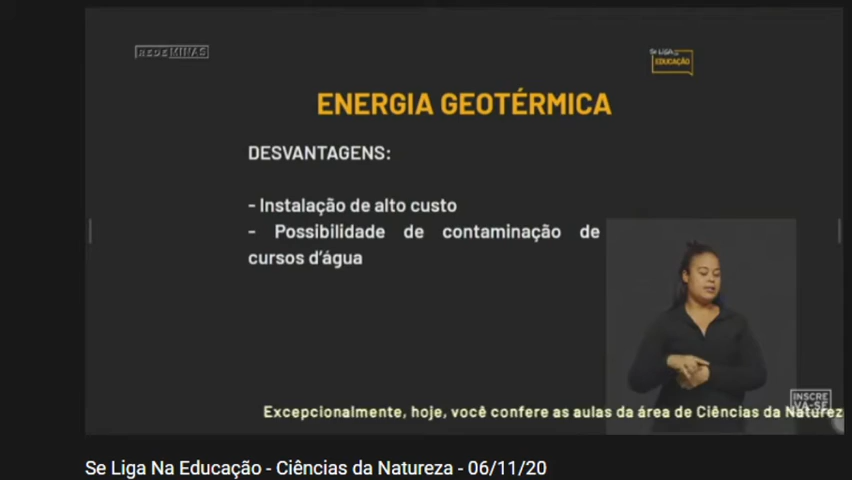 REDE MINAS
Se Liga na
EDUCAÇÃO
ENERGIA GEOTÉRMICA
DESVANTAGENS:
- Instalação de alto custo
- Possibilidade de contaminação de
cursos d'água
INSCRE
VA-SE
Excepcionalmente, hoje, você confere as aulas da área de Ciências da Naturez
Se Liga Na Educação - Ciências da Natureza - 06/11/20